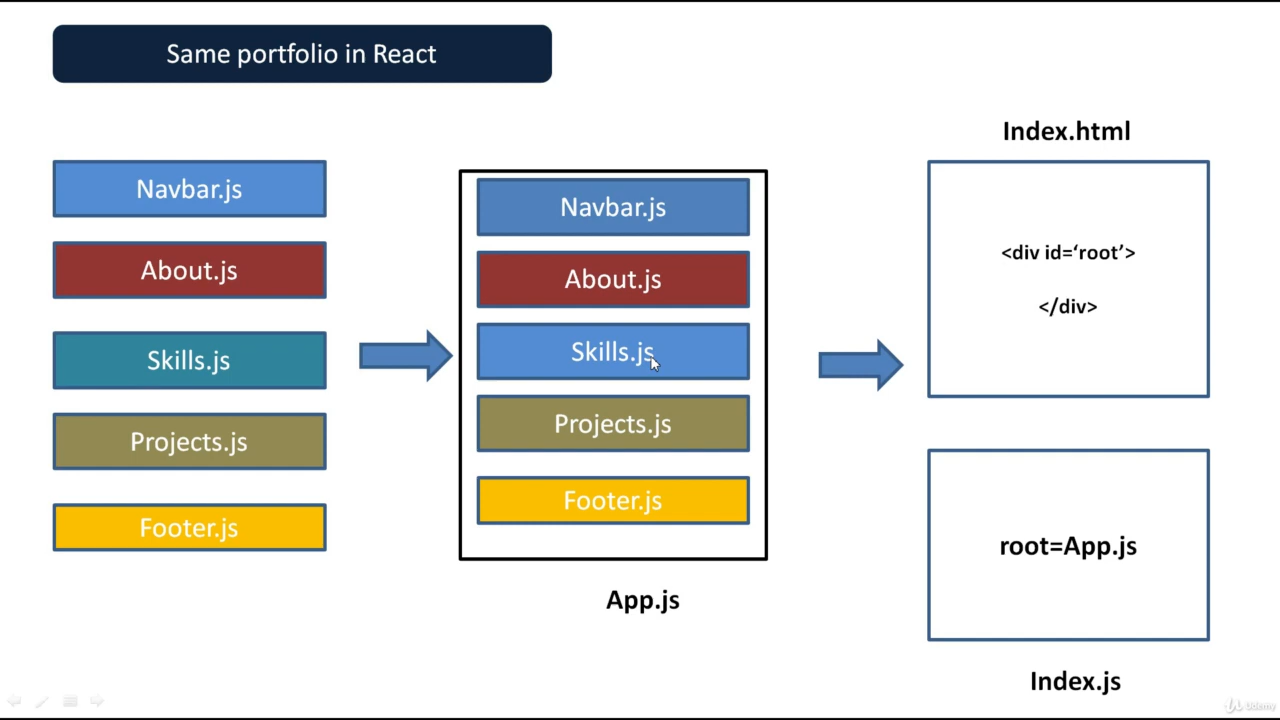 Same portfolio in React
Navbar.js
About.js
Skills.js
Projects.js
Footer.js
Navbar.js
About.js
Skills.js
Projects.js
Footer.js
App.js
Index.html
<div id=‘root’>
</div>
root=App.js
Index.js
Udemy